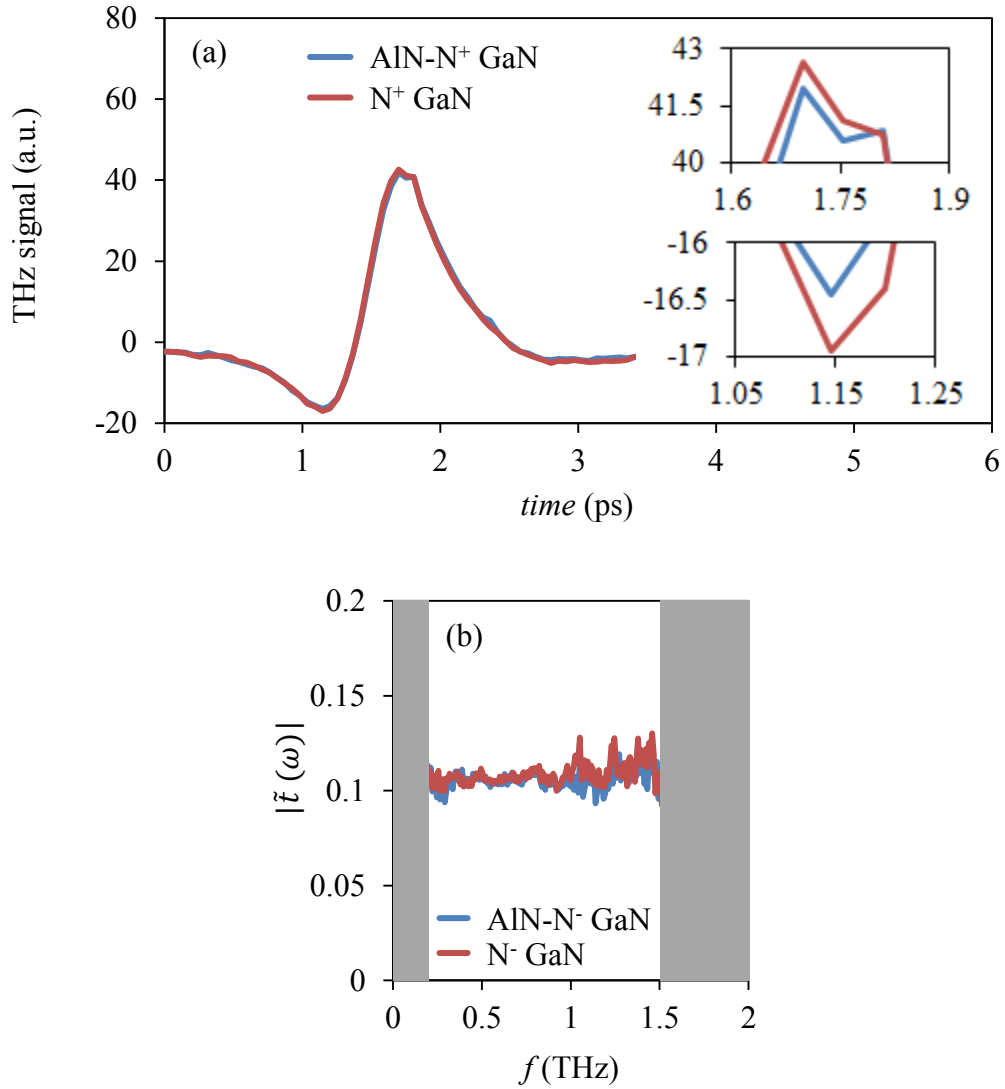 (a)
AlN-N⁺ GaN
N⁺ GaN
THz signal (a.u.)
80
60
40
20
0
-20
0 1 2 3 4 5 6
time (ps)
43
41.5
40
1.6 1.75 1.9
-16
-16.5
-17
1.05 1.15 1.25
(b)
|t̃ (ω)|
0.2
0.15
0.1
0.05
0
AlN-N⁻ GaN
N⁻ GaN
0 0.5 1 1.5 2
f (THz)